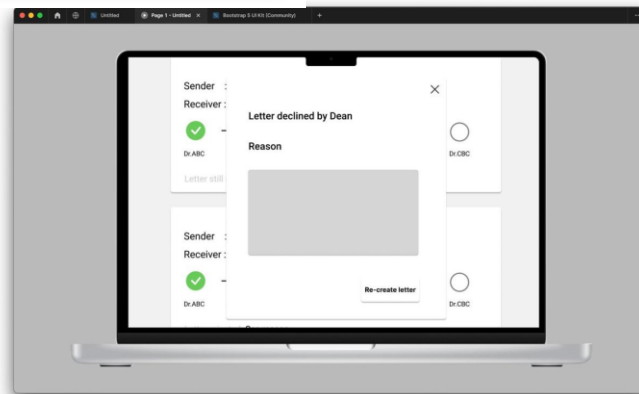 Untitled
Page 1 - Untitled
Bootstrap 5 UI Kit (Community)
Sender :
Receiver :
Letter declined by Dean
Reason
Dr.ABC
Dr.CBC
Letter still
Sender :
Receiver :
Re-create letter
Dr.ABC
Dr.CBC